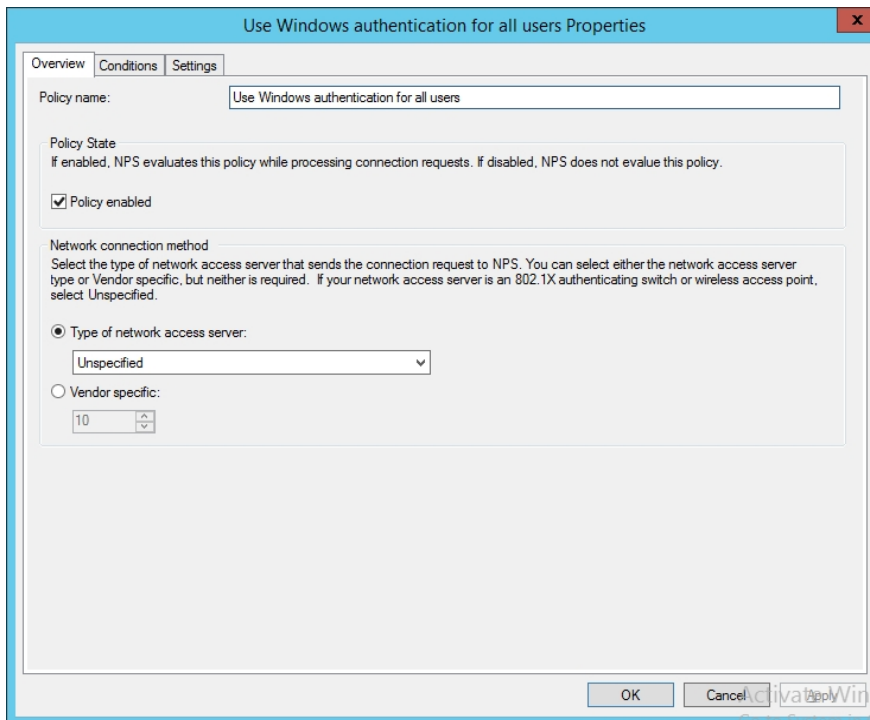 Use Windows authentication for all users Properties
x
Overview Conditions Settings
Policy name: Use Windows authentication for all users
Policy State
If enabled, NPS evaluates this policy while processing connection requests. If disabled, NPS does not evalue this policy.
Policy enabled
Network connection method
Select the type of network access server that sends the connection request to NPS. You can select either the network access server
type or Vendor specific, but neither is required. If your network access server is an 802.1X authenticating switch or wireless access point,
select Unspecified.
Type of network access server:
Unspecified
Vendor specific:
10
OK Cancel Apply
Activate Win